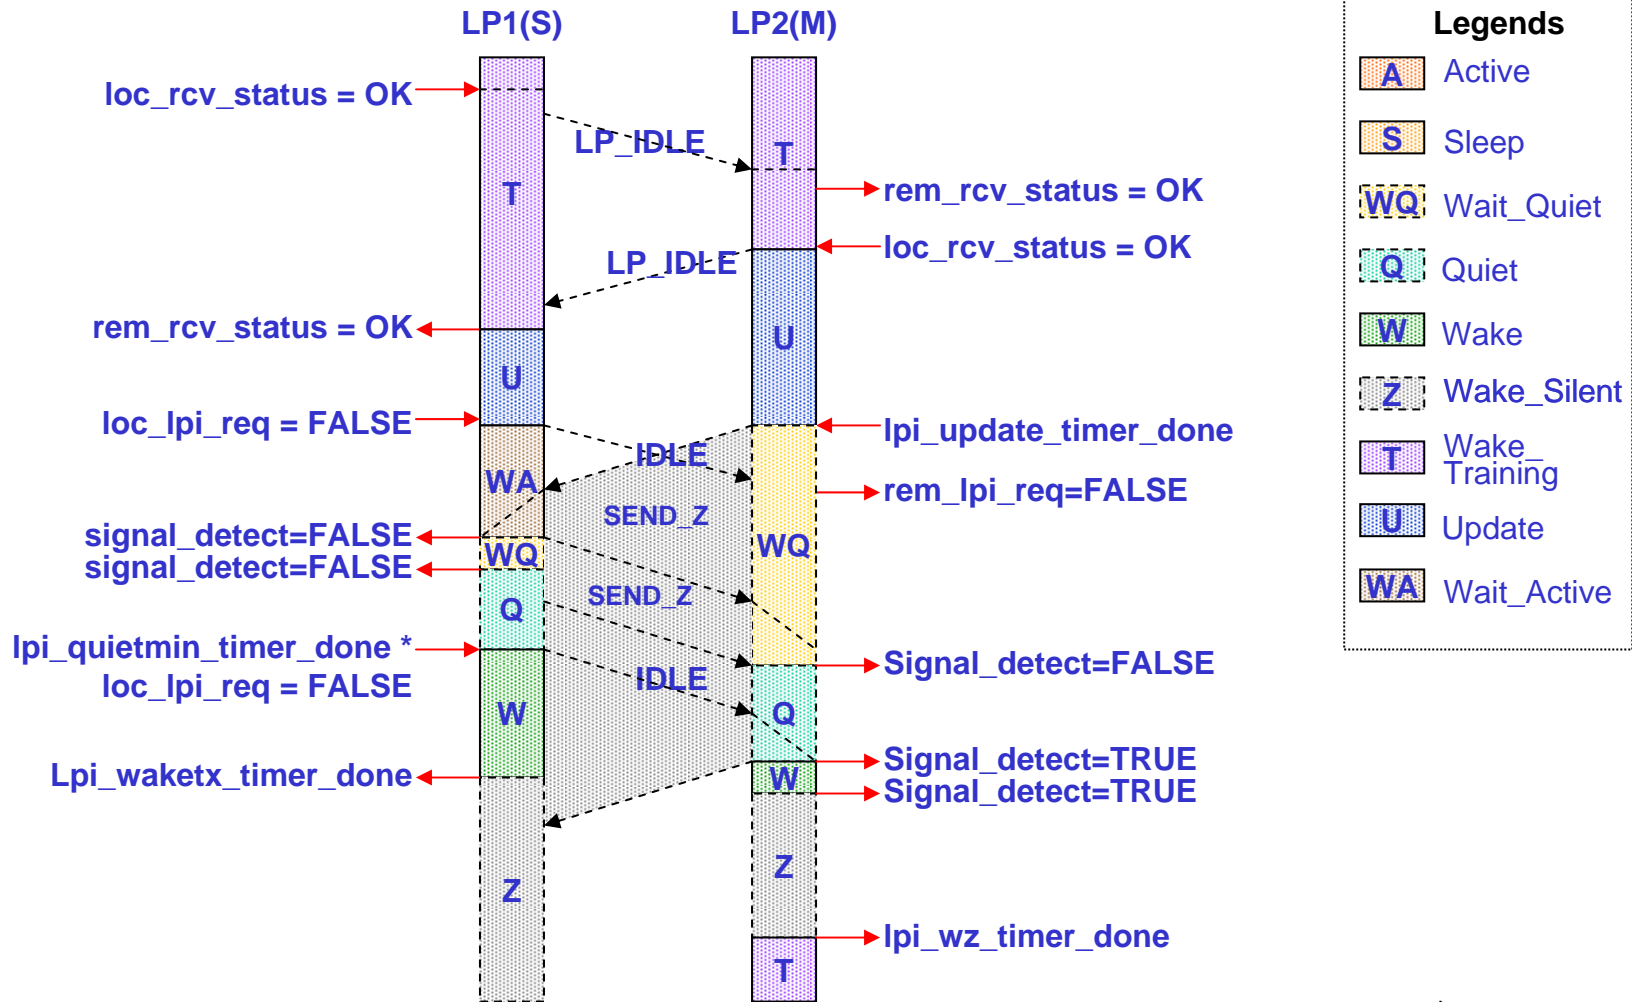 LP1(S)
LP2(M)
loc_rcv_status = OK
LP_IDLE
T
T
rem_rcv_status = OK
loc_rcv_status = OK
LP_IDLE
rem_rcv_status = OK
U
U
loc_lpi_req = FALSE
lpi_update_timer_done
IDLE
WA
rem_lpi_req=FALSE
SEND_Z
signal_detect=FALSE
WQ
WQ
signal_detect=FALSE
SEND_Z
Q
lpi_quietmin_timer_done *
loc_lpi_req = FALSE
Signal_detect=FALSE
IDLE
W
Q
Signal_detect=TRUE
Lpi_waketx_timer_done
W
Signal_detect=TRUE
Z
Z
lpi_wz_timer_done
T
Legends
A Active
S Sleep
WQ Wait_Quiet
Q Quiet
W Wake
Z Wake_Silent
T Wake_
Training
U Update
WA Wait_Active